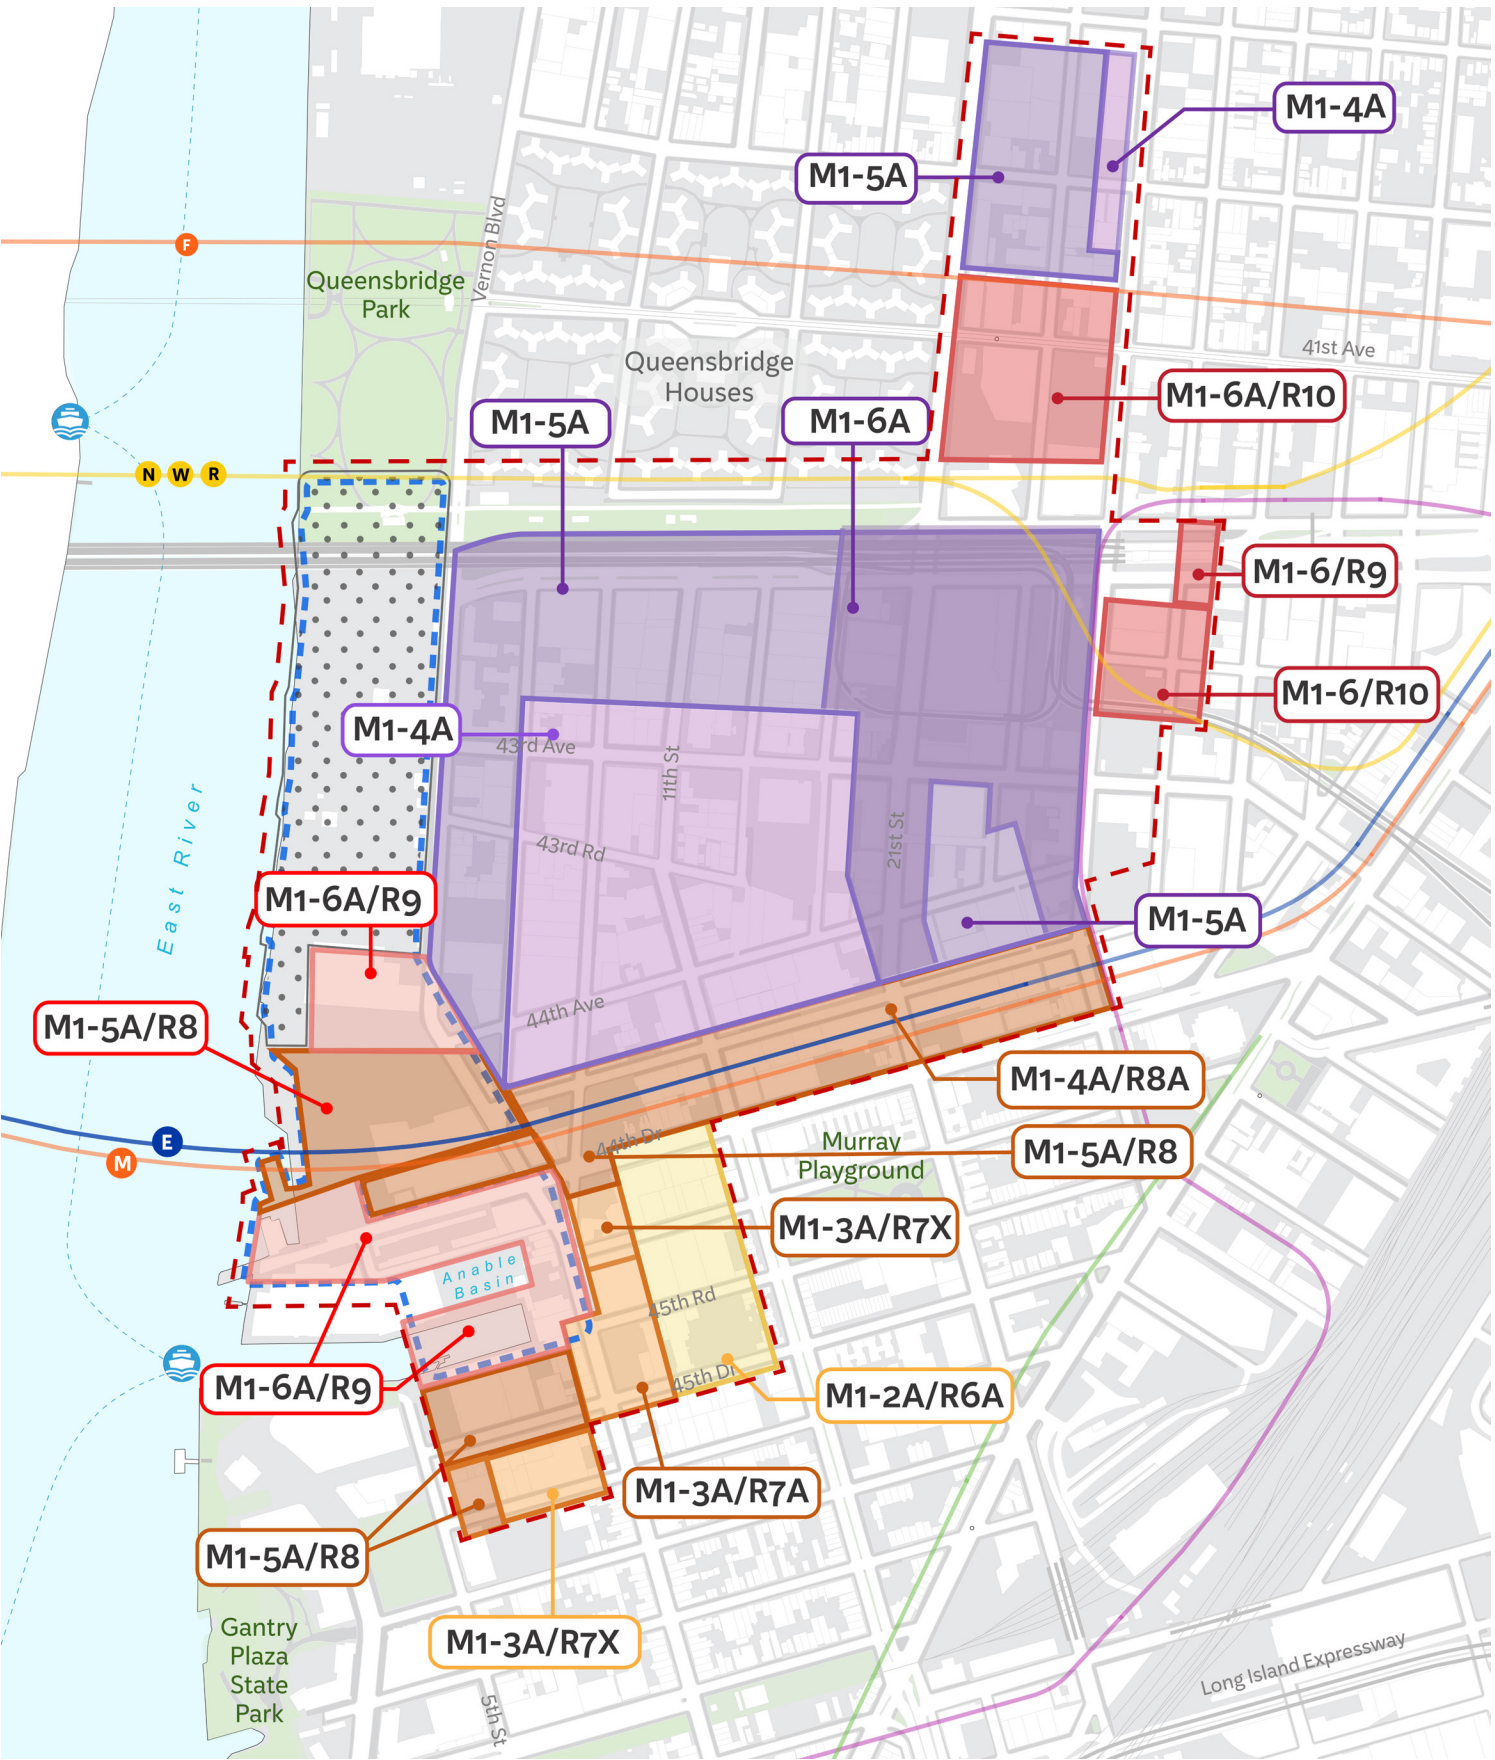 M1-4A
M1-5A
Vernon Blvd
F
Queensbridge
Park
Queensbridge
Houses
41st Ave
M1-6A/R10
M1-5A
M1-6A
N W R
M1-6/R9
M1-6/R10
M1-4A
43rd Ave
11th St
21st St
43rd Rd
East River
M1-6A/R9
M1-5A
44th Ave
M1-5A/R8
M1-4A/R8A
E
M
44th Dr
Murray
Playground
M1-5A/R8
M1-3A/R7X
Anable
Basin
45th Rd
45th Dr
M1-6A/R9
M1-2A/R6A
M1-3A/R7A
M1-5A/R8
M1-3A/R7X
Gantry
Plaza
State
Park
5th St
Long Island Expressway